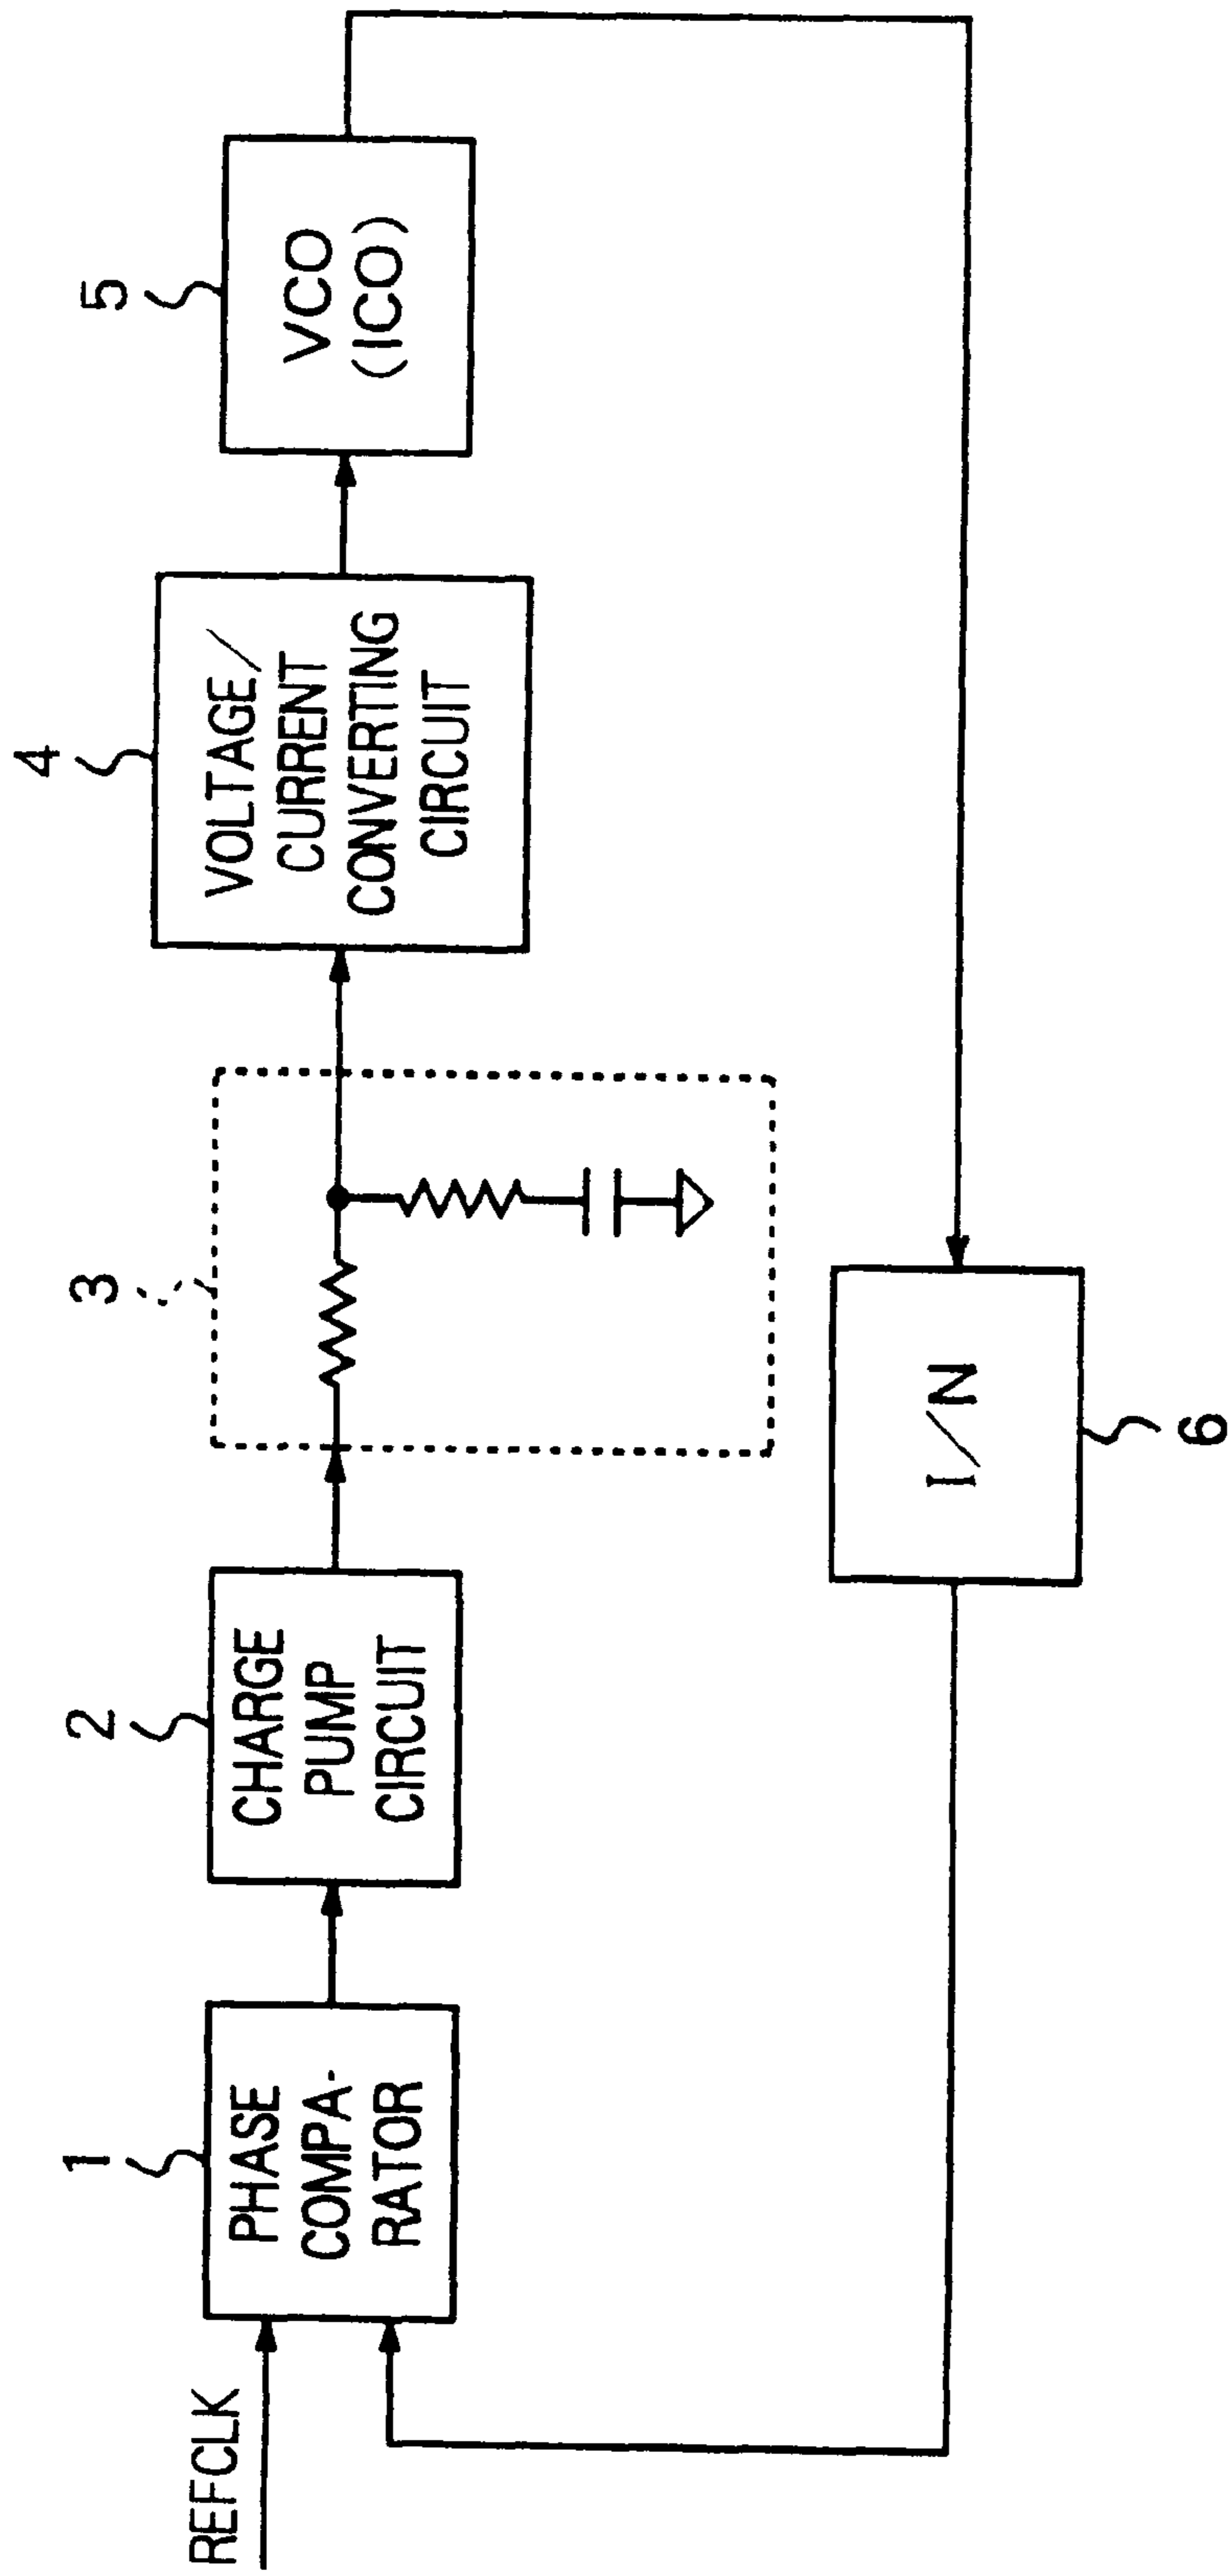 REFCLK
1
PHASE
COMPA-
RATOR
2
CHARGE
PUMP
CIRCUIT
3
4
VOLTAGE/
CURRENT
CONVERTING
CIRCUIT
5
VCO
(ICO)
I/N
6